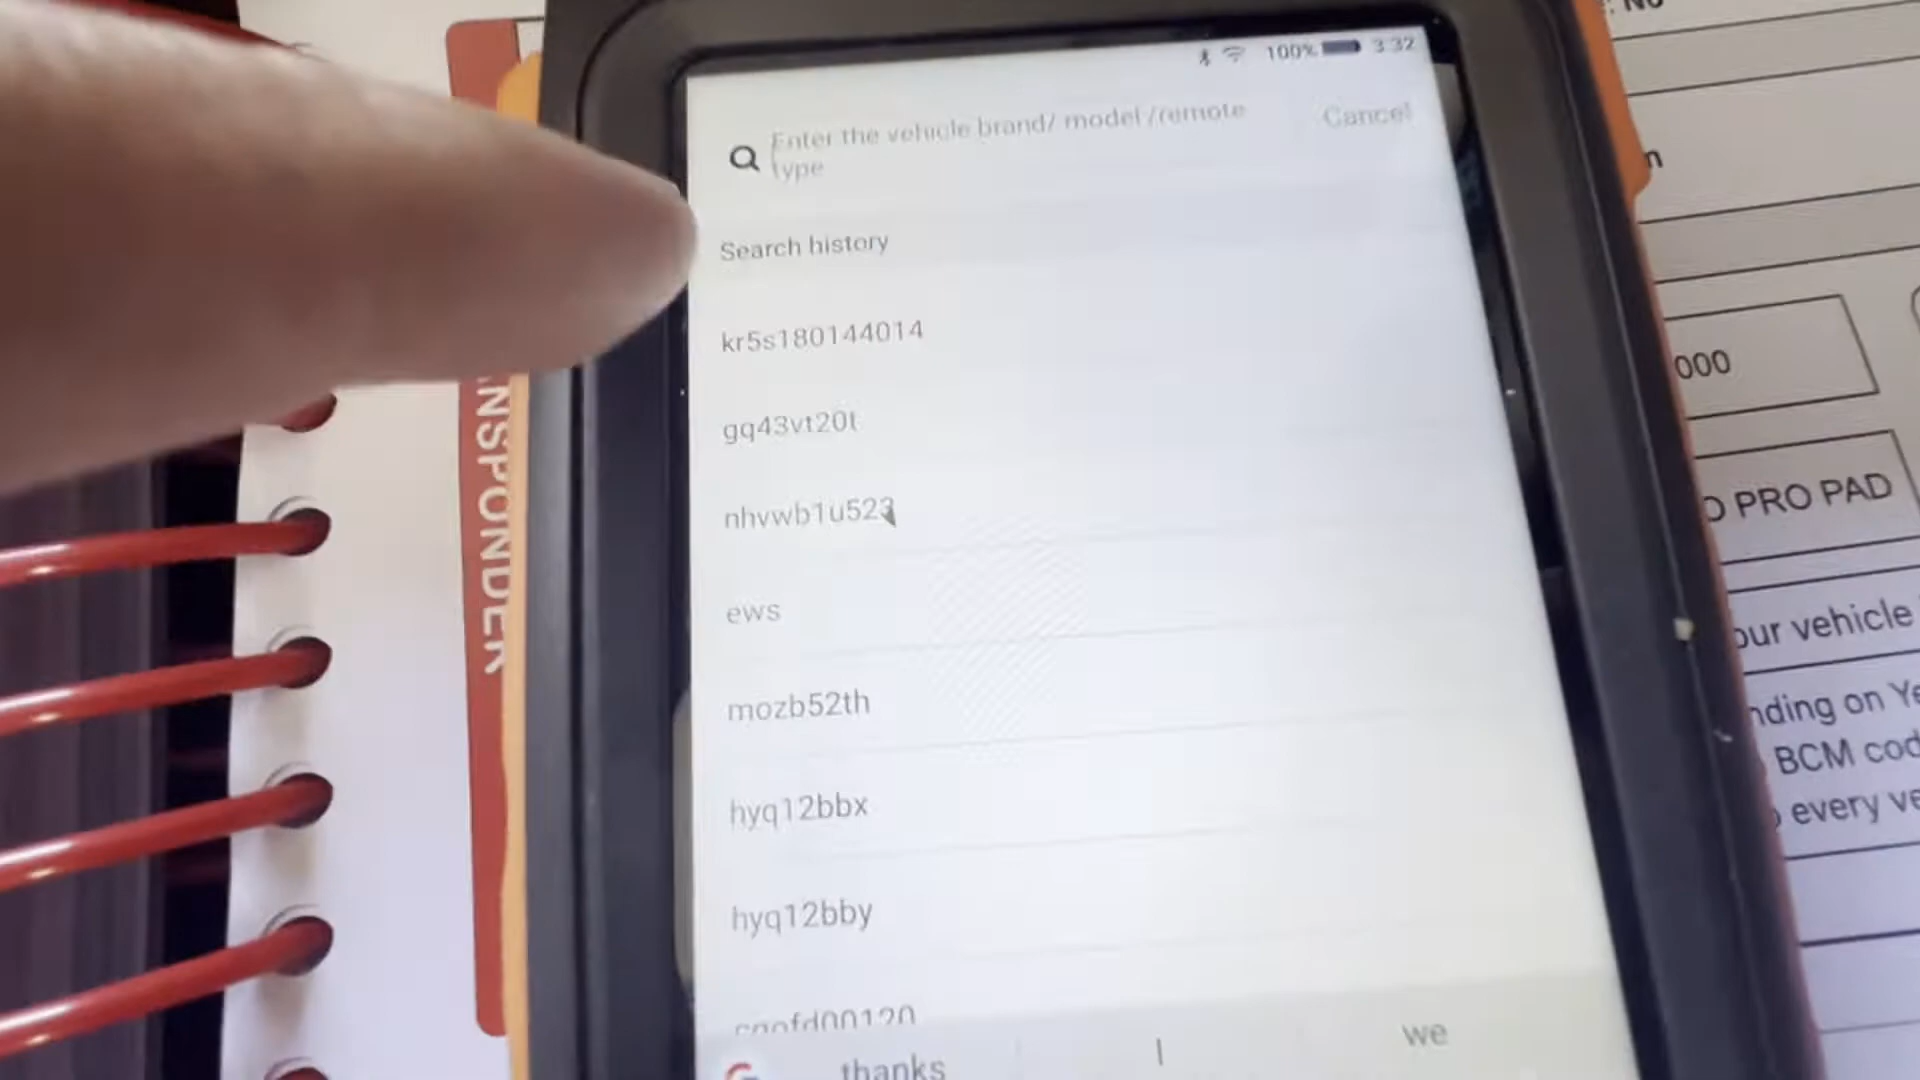 100% 3:32
Enter the vehicle brand/ model /remote
type
Cancel
Search history
kr5s180144014
gq43vt20t
nhvwb1u523
ews
mozb52th
hyq12bbx
hyq12bby
thanks
I
we
NSPONDER
: No
000
PRO PAD
our vehicle
nding on Ye
BCM cod
every ve